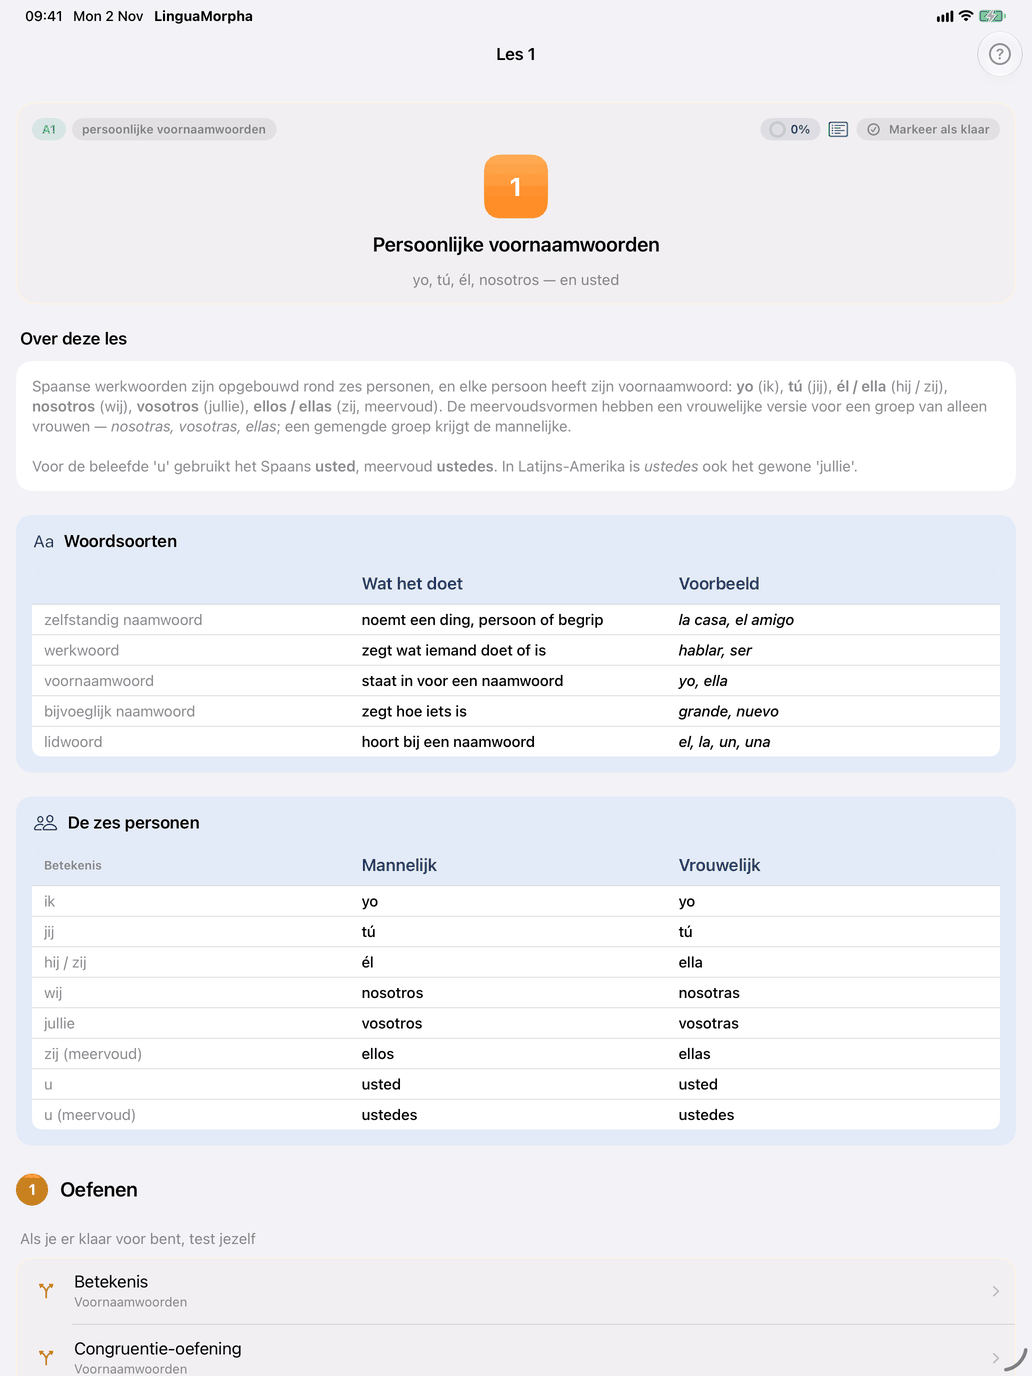 09:41 Mon 2 Nov LinguaMorpha
Les 1
?
A1 persoonlijke voornaamwoorden 0% Markeer als klaar
1
Persoonlijke voornaamwoorden
yo, tú, él, nosotros — en usted
Over deze les
Spaanse werkwoorden zijn opgebouwd rond zes personen, en elke persoon heeft zijn voornaamwoord: yo (ik), tú (jij), él / ella (hij / zij),
nosotros (wij), vosotros (jullie), ellos / ellas (zij, meervoud). De meervoudsvormen hebben een vrouwelijke versie voor een groep van alleen
vrouwen — nosotras, vosotras, ellas; een gemengde groep krijgt de mannelijke.
Voor de beleefde 'u' gebruikt het Spaans usted, meervoud ustedes. In Latijns-Amerika is ustedes ook het gewone 'jullie'.
Aa Woordsoorten
Wat het doet Voorbeeld
zelfstandig naamwoord noemt een ding, persoon of begrip la casa, el amigo
werkwoord zegt wat iemand doet of is hablar, ser
voornaamwoord staat in voor een naamwoord yo, ella
bijvoeglijk naamwoord zegt hoe iets is grande, nuevo
lidwoord hoort bij een naamwoord el, la, un, una
De zes personen
Betekenis Mannelijk Vrouwelijk
ik yo yo
jij tú tú
hij / zij él ella
wij nosotros nosotras
jullie vosotros vosotras
zij (meervoud) ellos ellas
u usted usted
u (meervoud) ustedes ustedes
1 Oefenen
Als je er klaar voor bent, test jezelf
Betekenis
Voornaamwoorden
Congruentie-oefening
Voornaamwoorden